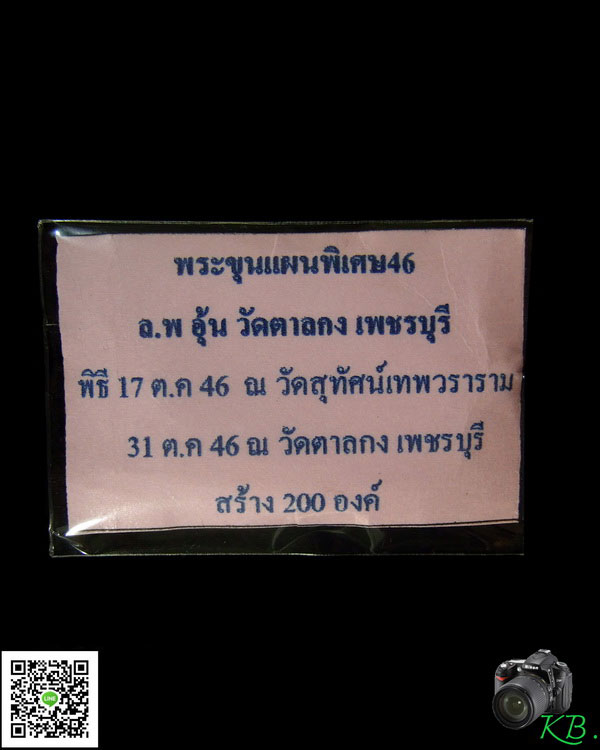 พระขุนแผนพิเศษ46
ล.พ อุ้น วัดตาลกง เพชรบุรี
พิธี 17 ต.ค 46 ณ วัดสุทัศน์เทพวราราม
31 ต.ค 46 ณ วัดตาลกง เพชรบุรี
สร้าง 200 องค์
LINE
Nikon
KB.